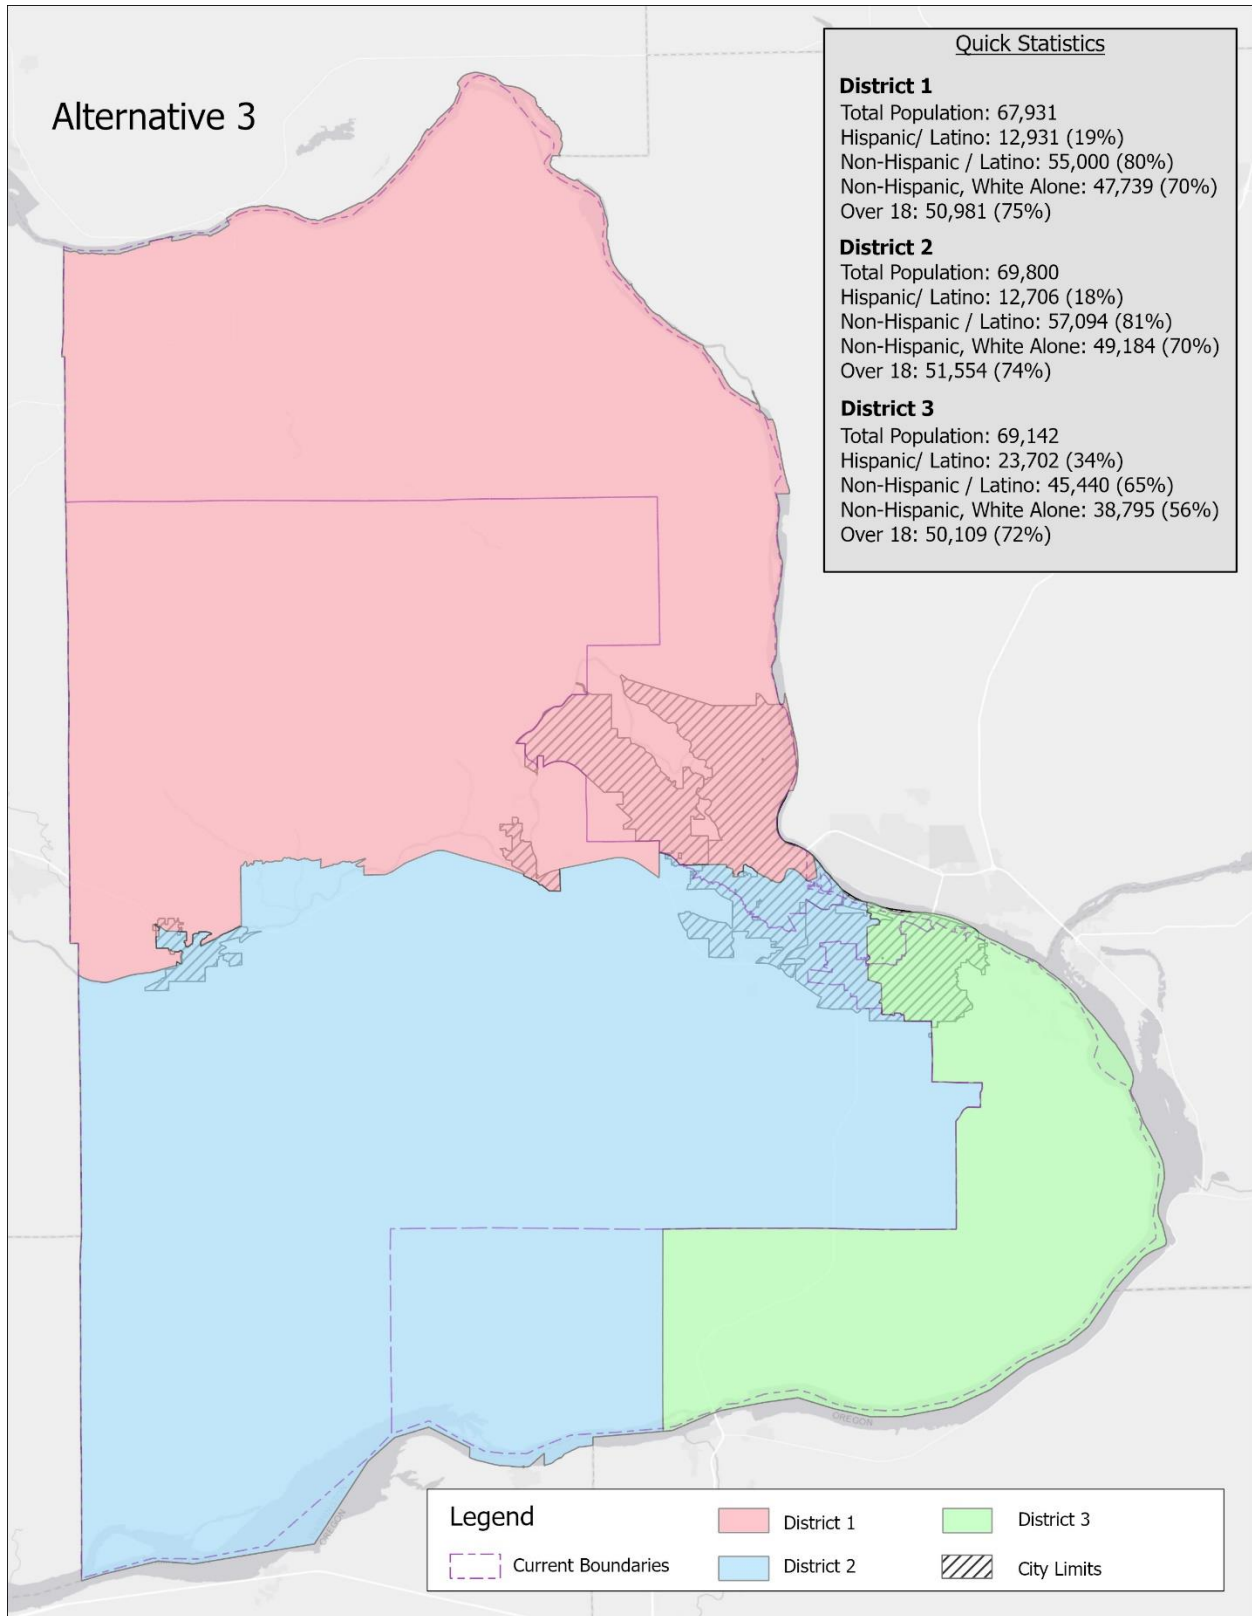 Alternative 3
Quick Statistics
District 1
Total Population: 67,931
Hispanic/ Latino: 12,931 (19%)
Non-Hispanic / Latino: 55,000 (80%)
Non-Hispanic, White Alone: 47,739 (70%)
Over 18: 50,981 (75%)
District 2
Total Population: 69,800
Hispanic/ Latino: 12,706 (18%)
Non-Hispanic / Latino: 57,094 (81%)
Non-Hispanic, White Alone: 49,184 (70%)
Over 18: 51,554 (74%)
District 3
Total Population: 69,142
Hispanic/ Latino: 23,702 (34%)
Non-Hispanic / Latino: 45,440 (65%)
Non-Hispanic, White Alone: 38,795 (56%)
Over 18: 50,109 (72%)
OREGON
OREGON
Legend
Current Boundaries
District 1
District 2
District 3
City Limits